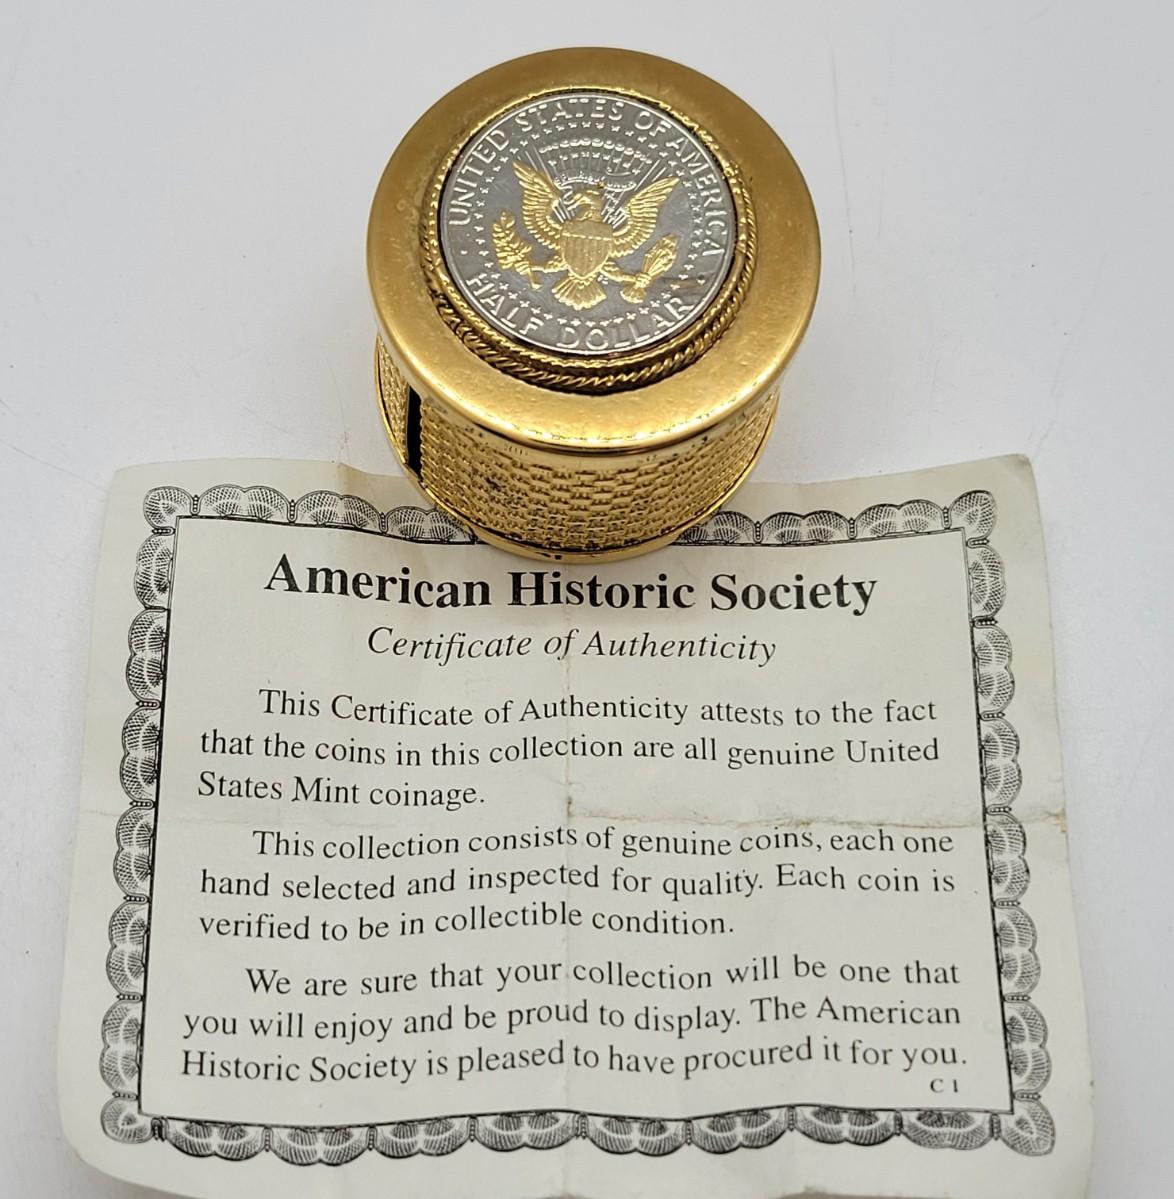 UNITED STATES OF AMERICA
HALF DOLLAR
American Historic Society
Certificate of Authenticity
This Certificate of Authenticity attests to the fact
that the coins in this collection are all genuine United
States Mint coinage.
This collection consists of genuine coins, each one
hand selected and inspected for quality. Each coin is
verified to be in collectible condition.
We are sure that your collection will be one that
you will enjoy and be proud to display. The American
Historic Society is pleased to have procured it for you.
C 1